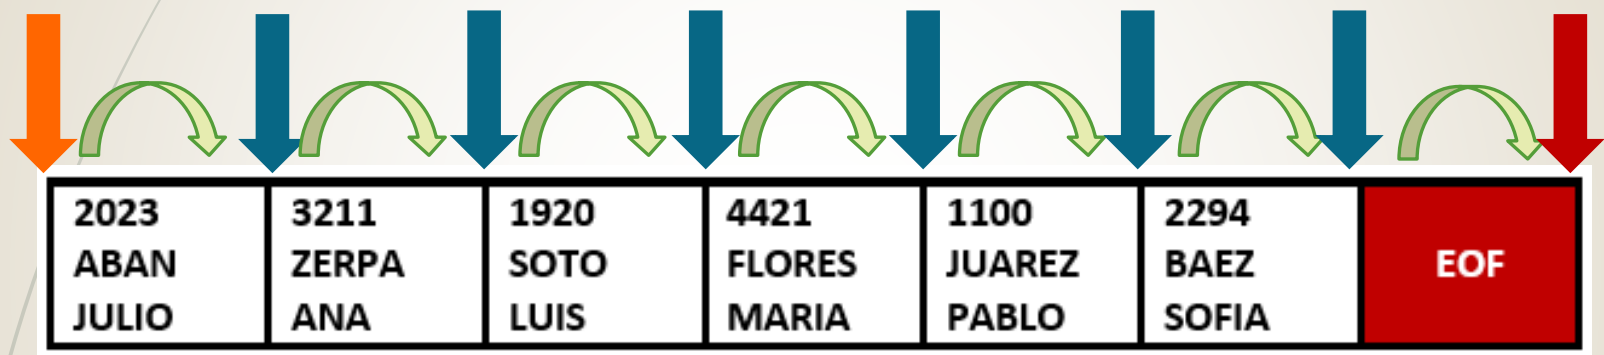 2023
ABAN
JULIO
3211
ZERPA
ANA
1920
SOTO
LUIS
4421
FLORES
MARIA
1100
JUAREZ
PABLO
2294
BAEZ
SOFIA
EOF